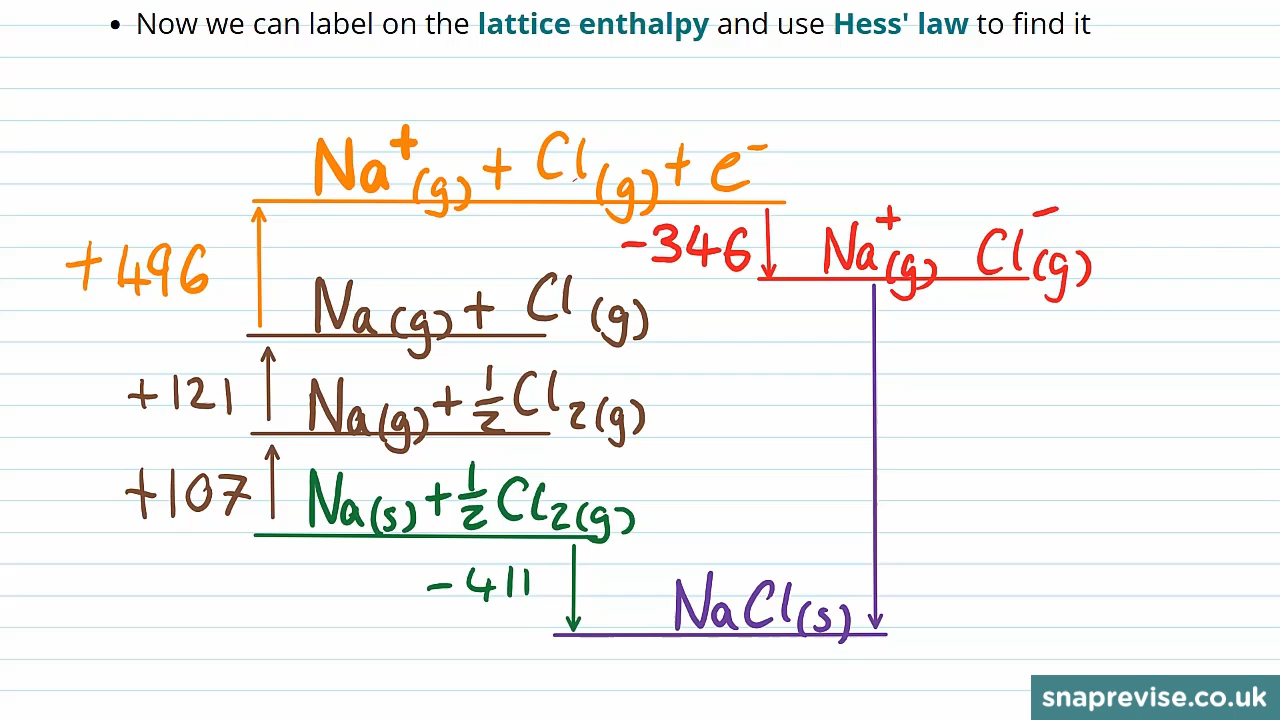 • Now we can label on the lattice enthalpy and use Hess' law to find it
Na⁺(g) + Cl(g) + e⁻
+496
-346
Na⁺(g) Cl⁻(g)
Na(g) + Cl(g)
+121
Na(g) + ½Cl₂(g)
+107
Na(s) + ½Cl₂(g)
-411
NaCl(s)
snaprevise.co.uk